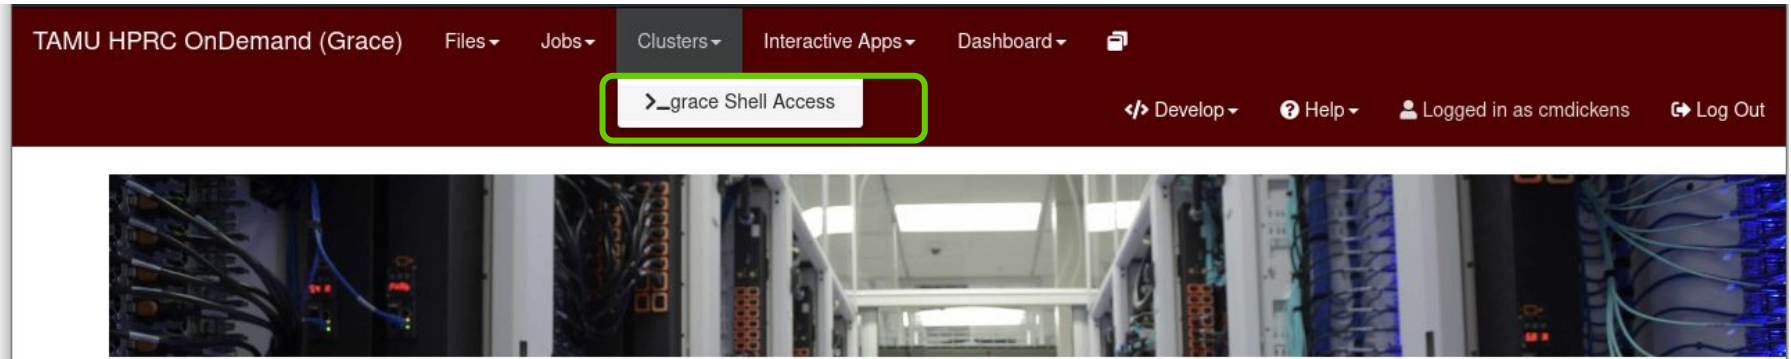 TAMU HPRC OnDemand (Grace) Files Jobs Clusters Interactive Apps Dashboard
>_grace Shell Access
</> Develop Help Logged in as cmdickens Log Out